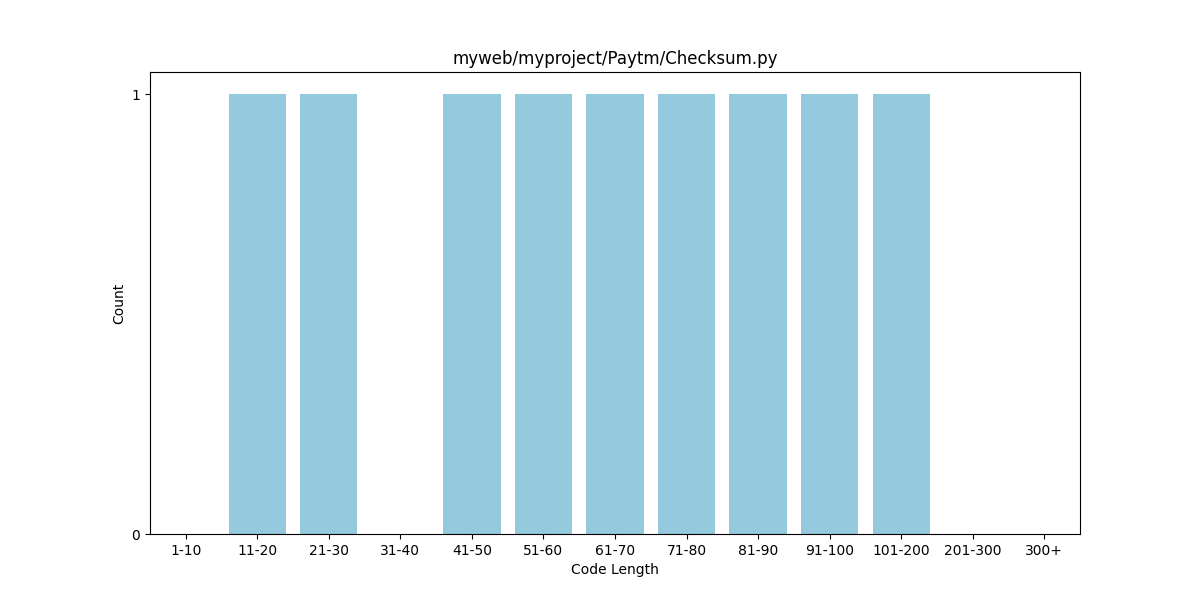 myweb/myproject/Paytm/Checksum.py
1
Count
0
1-10 11-20 21-30 31-40 41-50 51-60 61-70 71-80 81-90 91-100 101-200 201-300 300+
Code Length